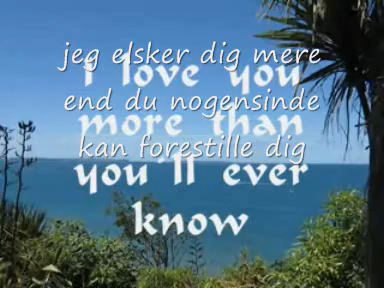 jeg elsker dig mere
I love you
end du nogensinde
more than
kan forestille dig
you'll ever
know